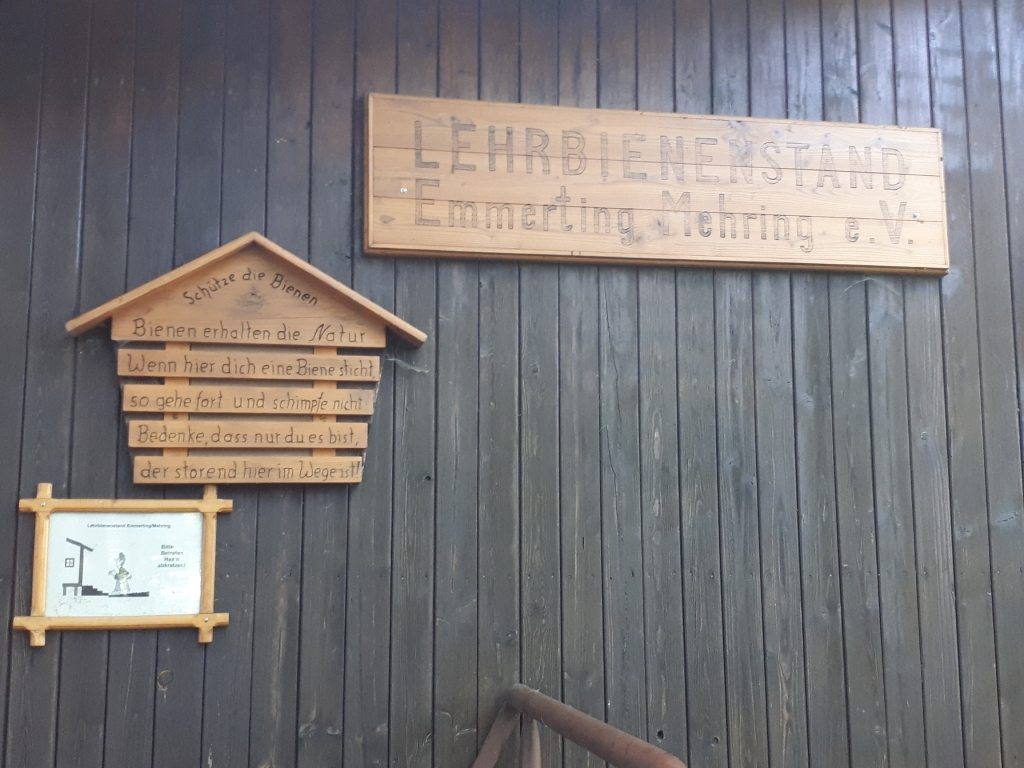 LEHRBIENENSTAND
Emmerting Mehring e.V.
Schütze die Bienen
Bienen erhalten die Natur
Wenn hier dich eine Biene sticht,
so gehe fort und schimpfe nicht.
Bedenke, dass nur du es bist,
der störend hier im Wege ist!
Lehrbienenstand Emmerting/Mehring
Bitte